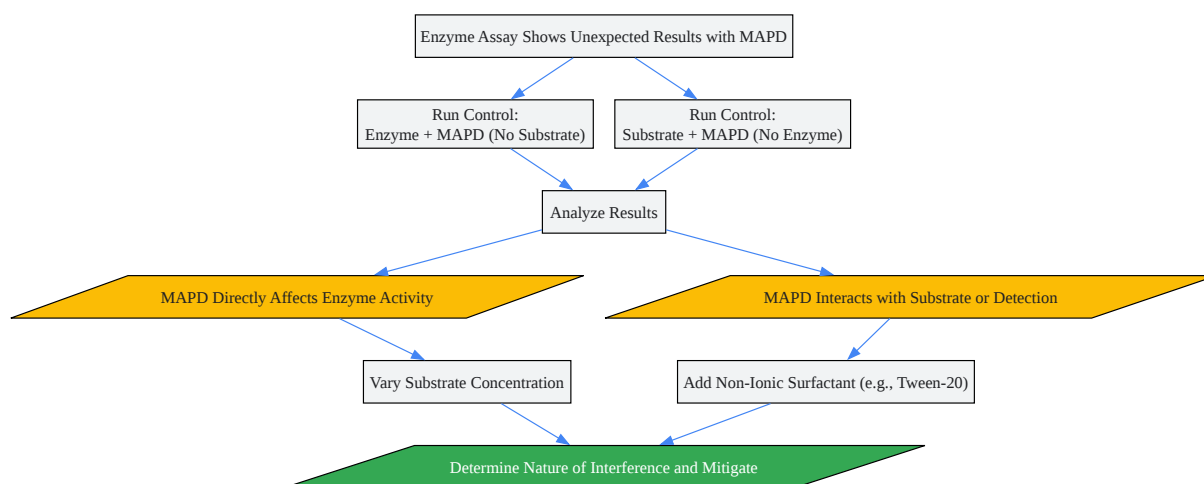 Enzyme Assay Shows Unexpected Results with MAPD
Run Control:
Enzyme + MAPD (No Substrate)
Run Control:
Substrate + MAPD (No Enzyme)
Analyze Results
MAPD Directly Affects Enzyme Activity
MAPD Interacts with Substrate or Detection
Vary Substrate Concentration
Add Non-Ionic Surfactant (e.g., Tween-20)
Determine Nature of Interference and Mitigate